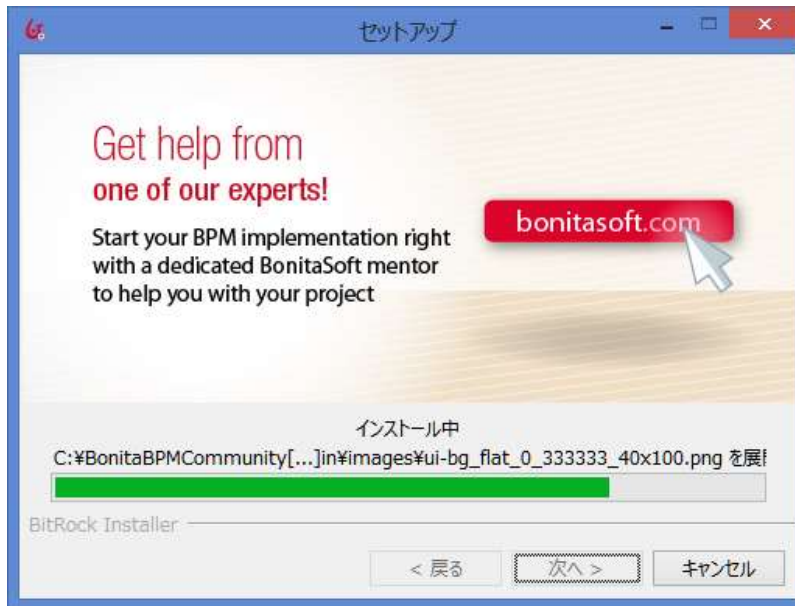 セットアップ
Get help from
one of our experts!
Start your BPM implementation right
with a dedicated BonitaSoft mentor
to help you with your project
bonitasoft.com
インストール中
C:¥BonitaBPMCommunity[...]in¥images¥ui-bg_flat_0_333333_40x100.png を展
BitRock Installer
< 戻る
次へ >
キャンセル